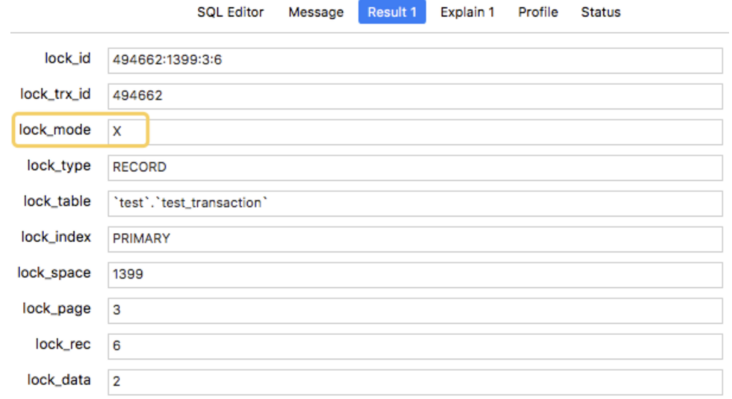 SQL Editor Message Result 1 Explain 1 Profile Status
lock_id 494662:1399:3:6
lock_trx_id 494662
lock_mode X
lock_type RECORD
lock_table `test`.`test_transaction`
lock_index PRIMARY
lock_space 1399
lock_page 3
lock_rec 6
lock_data 2